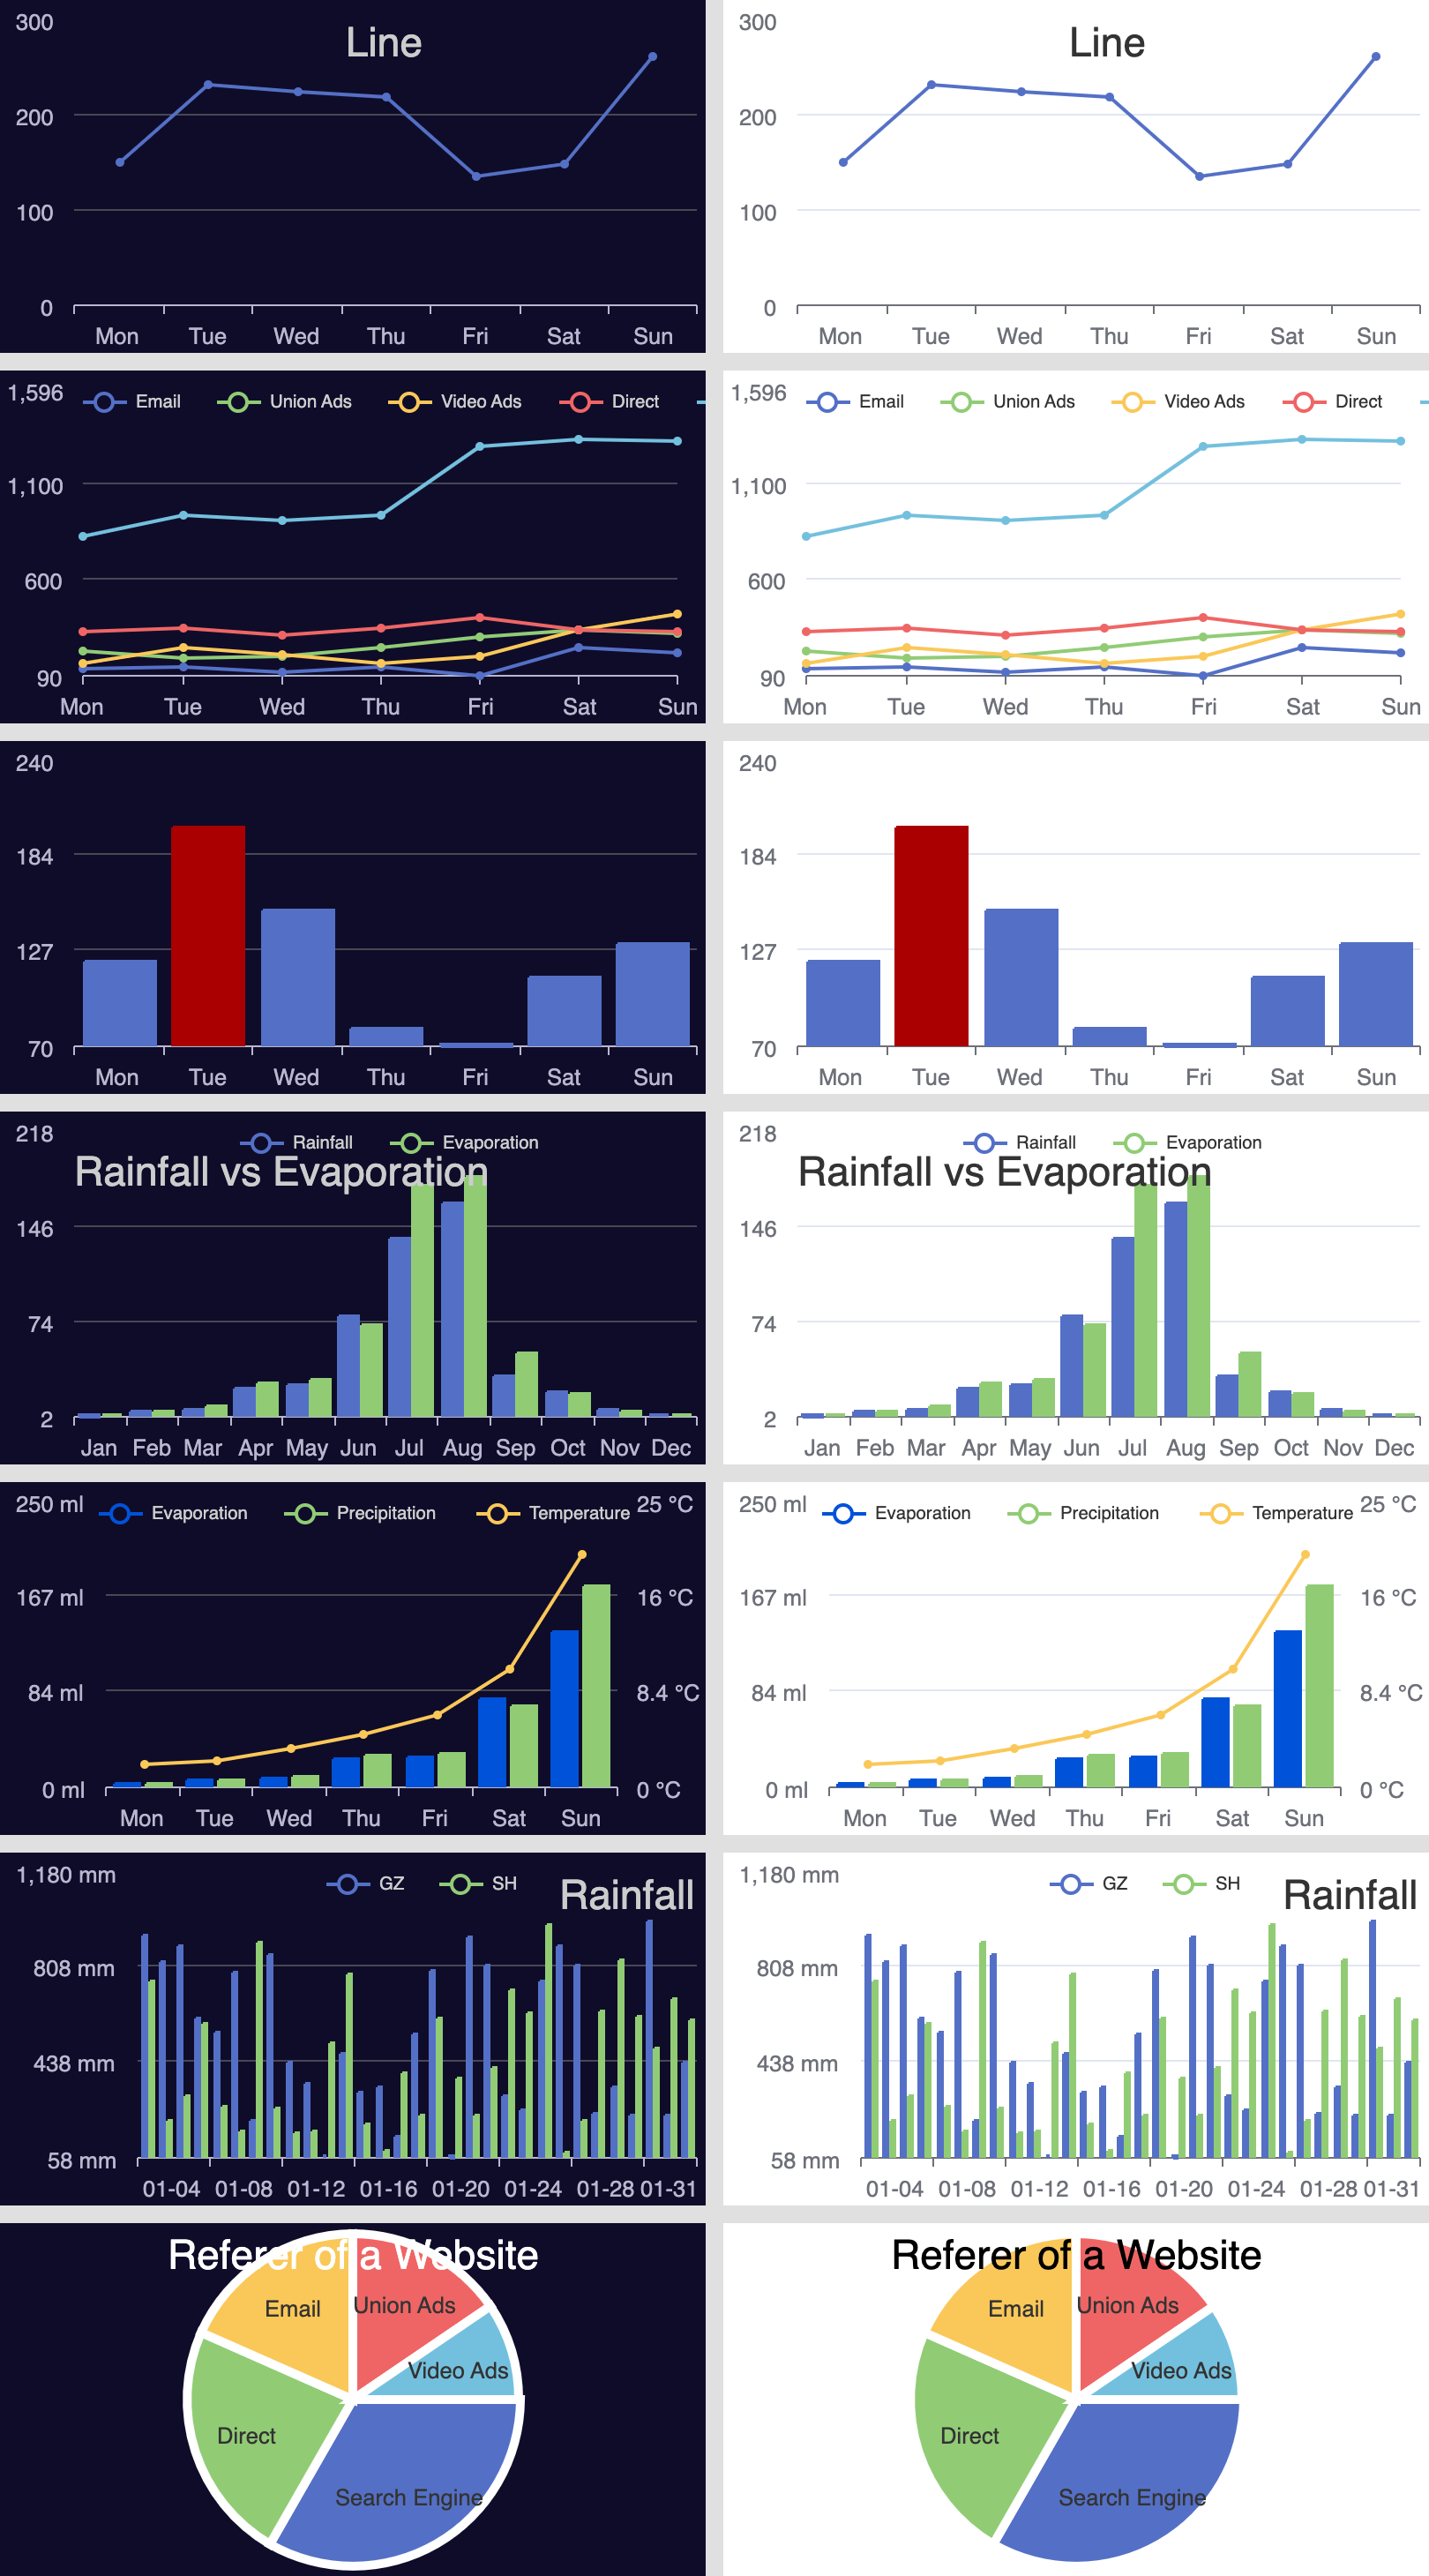 300
Line
200
100
0
Mon Tue Wed Thu Fri Sat Sun
300
Line
200
100
0
Mon Tue Wed Thu Fri Sat Sun
1,596
Email Union Ads Video Ads Direct
1,100
600
90
Mon Tue Wed Thu Fri Sat Sun
1,596
Email Union Ads Video Ads Direct
1,100
600
90
Mon Tue Wed Thu Fri Sat Sun
240
184
127
70
Mon Tue Wed Thu Fri Sat Sun
240
184
127
70
Mon Tue Wed Thu Fri Sat Sun
218
Rainfall Evaporation
Rainfall vs Evaporation
146
74
2
Jan Feb Mar Apr May Jun Jul Aug Sep Oct Nov Dec
218
Rainfall Evaporation
Rainfall vs Evaporation
146
74
2
Jan Feb Mar Apr May Jun Jul Aug Sep Oct Nov Dec
250 ml Evaporation Precipitation Temperature 25 °C
167 ml 16 °C
84 ml 8.4 °C
0 ml 0 °C
Mon Tue Wed Thu Fri Sat Sun
250 ml Evaporation Precipitation Temperature 25 °C
167 ml 16 °C
84 ml 8.4 °C
0 ml 0 °C
Mon Tue Wed Thu Fri Sat Sun
1,180 mm GZ SH
Rainfall
808 mm
438 mm
58 mm
01-04 01-08 01-12 01-16 01-20 01-24 01-28 01-31
1,180 mm GZ SH
Rainfall
808 mm
438 mm
58 mm
01-04 01-08 01-12 01-16 01-20 01-24 01-28 01-31
Referer of a Website
Email Union Ads
Video Ads
Direct
Search Engine
Referer of a Website
Email Union Ads
Video Ads
Direct
Search Engine